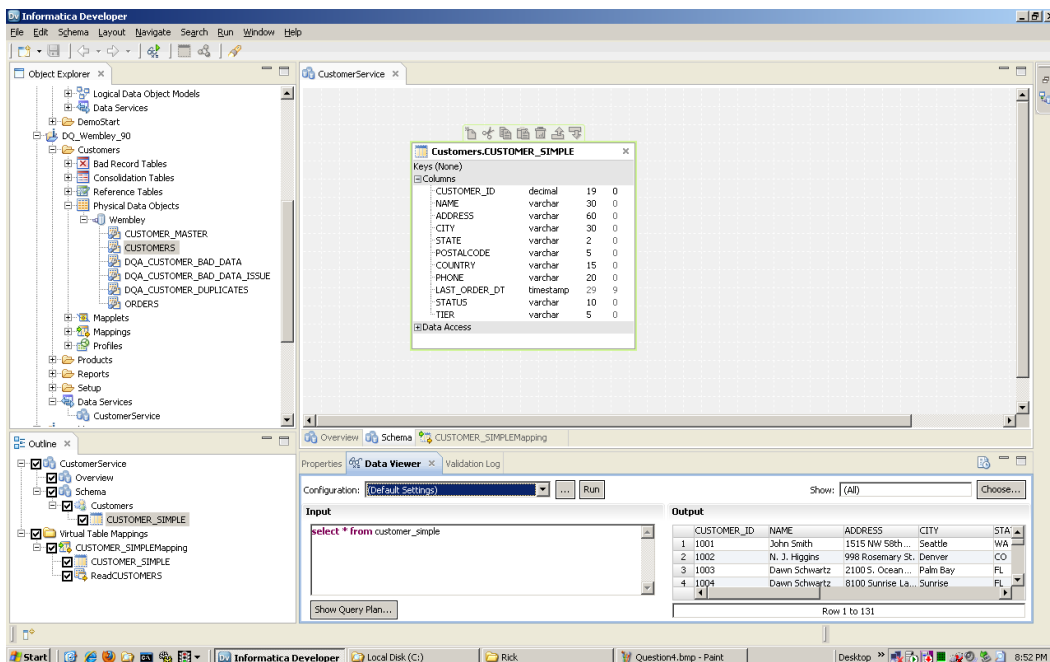 Informatica Developer
File Edit Schema Layout Navigate Search Run Window Help
Object Explorer
Logical Data Object Models
Data Services
DemoStart
DQ_Wembley_90
Customers
Bad Record Tables
Consolidation Tables
Reference Tables
Physical Data Objects
Wembley
CUSTOMER_MASTER
CUSTOMERS
DQA_CUSTOMER_BAD_DATA
DQA_CUSTOMER_BAD_DATA_ISSUE
DQA_CUSTOMER_DUPLICATES
ORDERS
Mapplets
Mappings
Profiles
Products
Reports
Setup
Data Services
CustomerService
Outline
CustomerService
Overview
Schema
Customers
CUSTOMER_SIMPLE
Virtual Table Mappings
CUSTOMER_SIMPLEMapping
CUSTOMER_SIMPLE
ReadCUSTOMERS
CustomerService
Customers.CUSTOMER_SIMPLE
Keys (None)
Columns
CUSTOMER_ID decimal 19 0
NAME varchar 30 0
ADDRESS varchar 60 0
CITY varchar 30 0
STATE varchar 2 0
POSTALCODE varchar 5 0
COUNTRY varchar 15 0
PHONE varchar 20 0
LAST_ORDER_DT timestamp 29 9
STATUS varchar 10 0
TIER varchar 5 0
Data Access
Overview Schema CUSTOMER_SIMPLEMapping
Properties Data Viewer Validation Log
Configuration: (Default Settings) ... Run Show: (All) Choose...
Input
select * from customer_simple
Show Query Plan...
Output
CUSTOMER_ID NAME ADDRESS CITY STA
1 1001 John Smith 1515 NW 58th... Seattle WA
2 1002 N. J. Higgins 998 Rosemary St. Denver CO
3 1003 Dawn Schwartz 2100 S. Ocean... Palm Bay FL
4 1004 Dawn Schwartz 8100 Sunrise La... Sunrise FL
Row 1 to 131
Start Informatica Developer Local Disk (C:) Rick Question4.bmp - Paint Desktop 8:52 PM